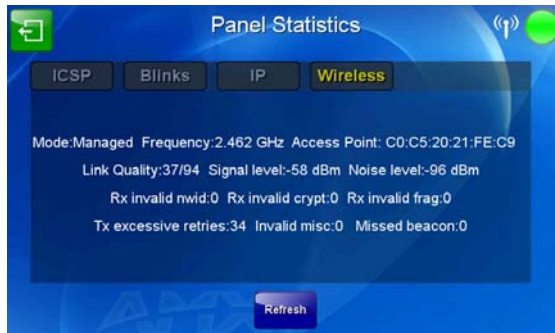 Panel Statistics
ICSP Blinks IP Wireless
Mode:Managed Frequency:2.462 GHz Access Point: C0:C5:20:21:FE:C9
Link Quality:37/94 Signal level:-58 dBm Noise level:-96 dBm
Rx invalid nwid:0 Rx invalid crypt:0 Rx invalid frag:0
Tx excessive retries:34 Invalid misc:0 Missed beacon:0
AMX
Refresh